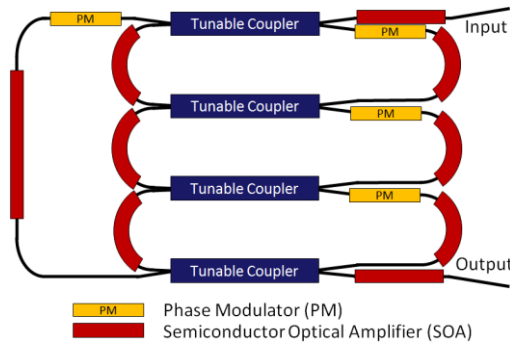 PM
Tunable Coupler
Input
PM
Tunable Coupler
PM
Tunable Coupler
PM
Tunable Coupler
Output
PM
Phase Modulator (PM)
Semiconductor Optical Amplifier (SOA)